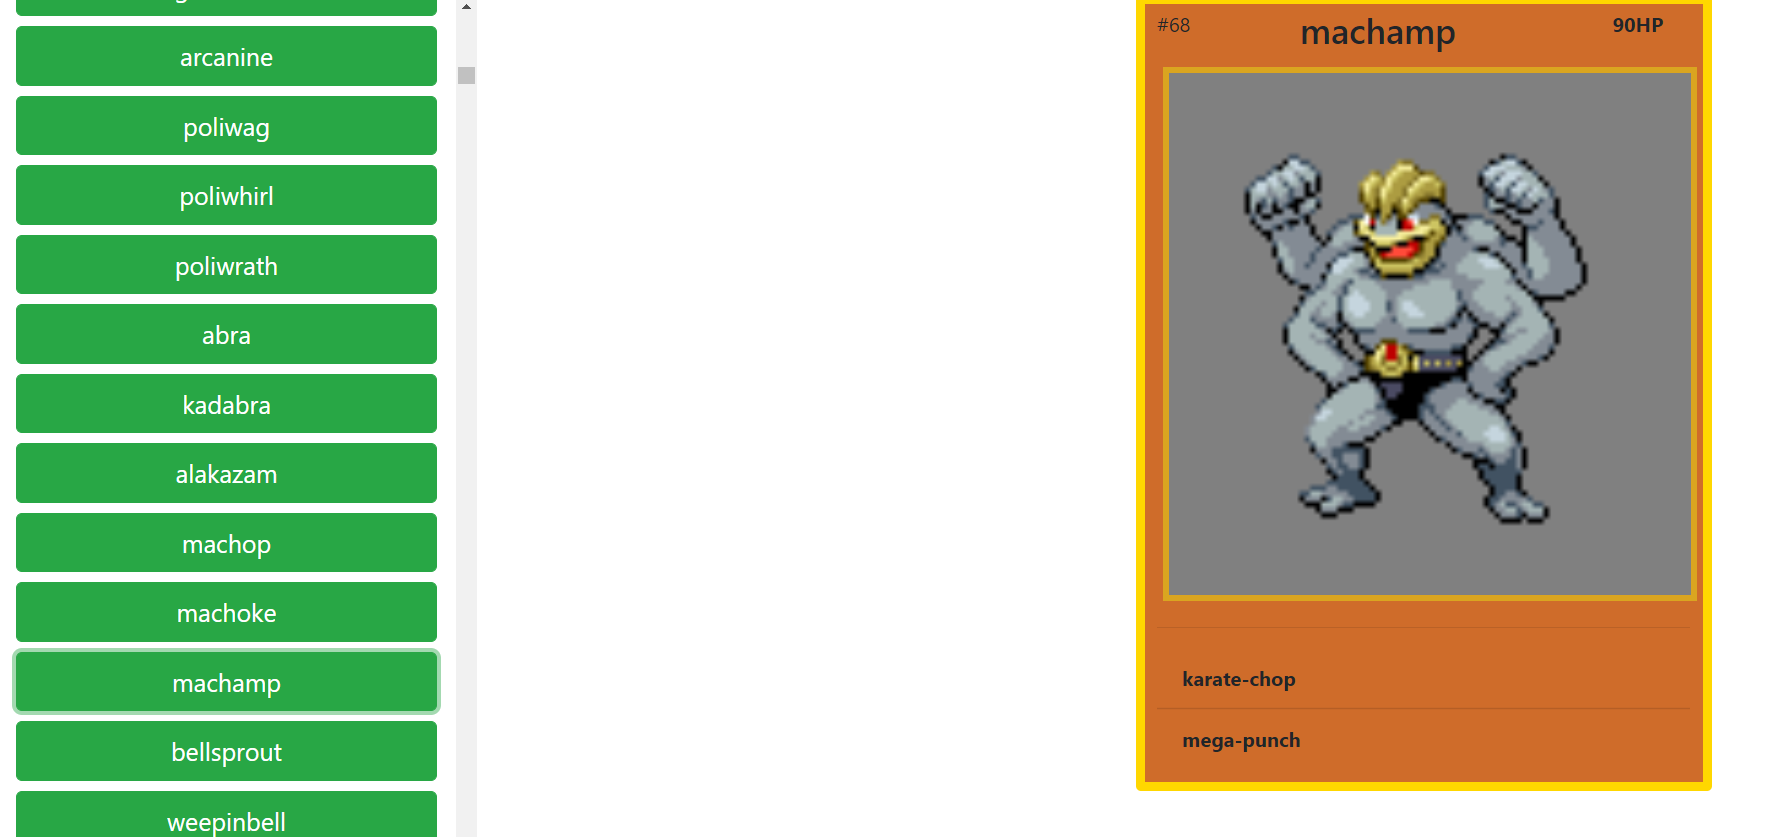 arcanine
poliwag
poliwhirl
poliwrath
abra
kadabra
alakazam
machop
machoke
machamp
bellsprout
weepinbell
#68 machamp 90HP
karate-chop
mega-punch